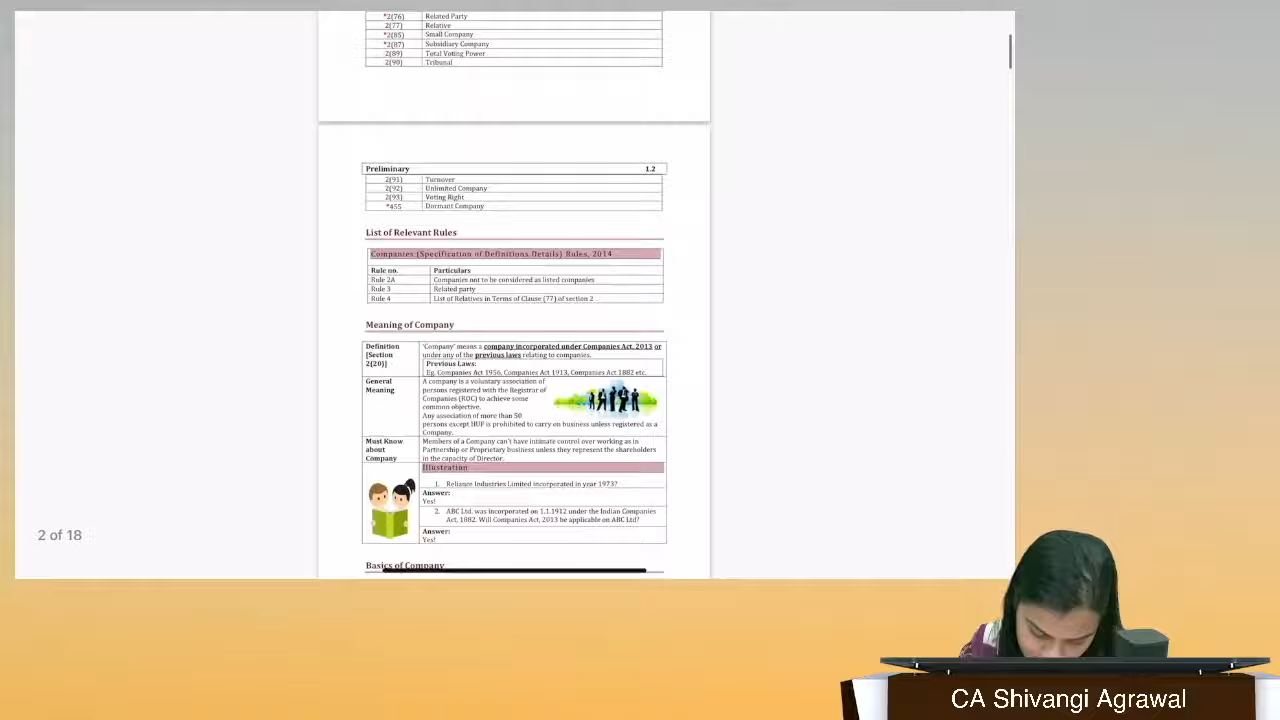 *2(76) Related Party
2(77) Relative
*2(85) Small Company
*2(87) Subsidiary Company
2(89) Total Voting Power
2(90) Tribunal
Preliminary 1.2
2(91) Turnover
2(92) Unlimited Company
2(93) Voting Right
*455 Dormant Company
List of Relevant Rules
Companies (Specification of Definitions Details) Rules, 2014
Rule no. Particulars
Rule 2A Companies not to be considered as listed companies
Rule 3 Related party
Rule 4 List of Relatives in Terms of Clause (77) of section 2
Meaning of Company
Definition [Section 2(20)]
'Company' means a company incorporated under Companies Act, 2013 or
under any of the previous laws relating to companies.
Previous Laws:
Eg. Companies Act 1956, Companies Act 1913, Companies Act 1882 etc.
General Meaning
A company is a voluntary association of
persons registered with the Registrar of
Companies (ROC) to achieve some
common objective.
Any association of more than 50
persons except HUF is prohibited to carry on business unless registered as a
Company.
Must Know about Company
Members of a Company can't have intimate control over working as in
Partnership or Proprietary business unless they represent the shareholders
in the capacity of Director.
Illustration
1. Reliance Industries Limited incorporated in year 1973?
Answer:
Yes!
2. ABC Ltd. was incorporated on 1.1.1912 under the Indian Companies
Act, 1882. Will Companies Act, 2013 be applicable on ABC Ltd?
Answer:
Yes!
2 of 18
Basics of Company
CA Shivangi Agrawal